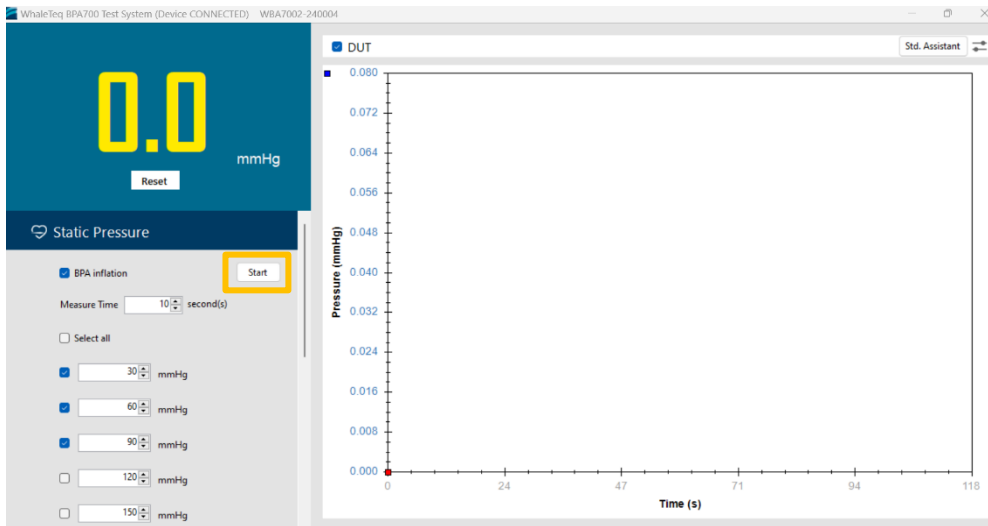 WhaleTeq BPA700 Test System (Device CONNECTED) WBA7002-240004
0.0
mmHg
Reset
Static Pressure
BPA inflation
Start
Measure Time 10 second(s)
Select all
30 mmHg
60 mmHg
90 mmHg
120 mmHg
150 mmHg
DUT
Std. Assistant
0.080
0.072
0.064
0.056
0.048
0.040
0.032
0.024
0.016
0.008
0.000
Pressure (mmHg)
0 24 47 71 94 118
Time (s)